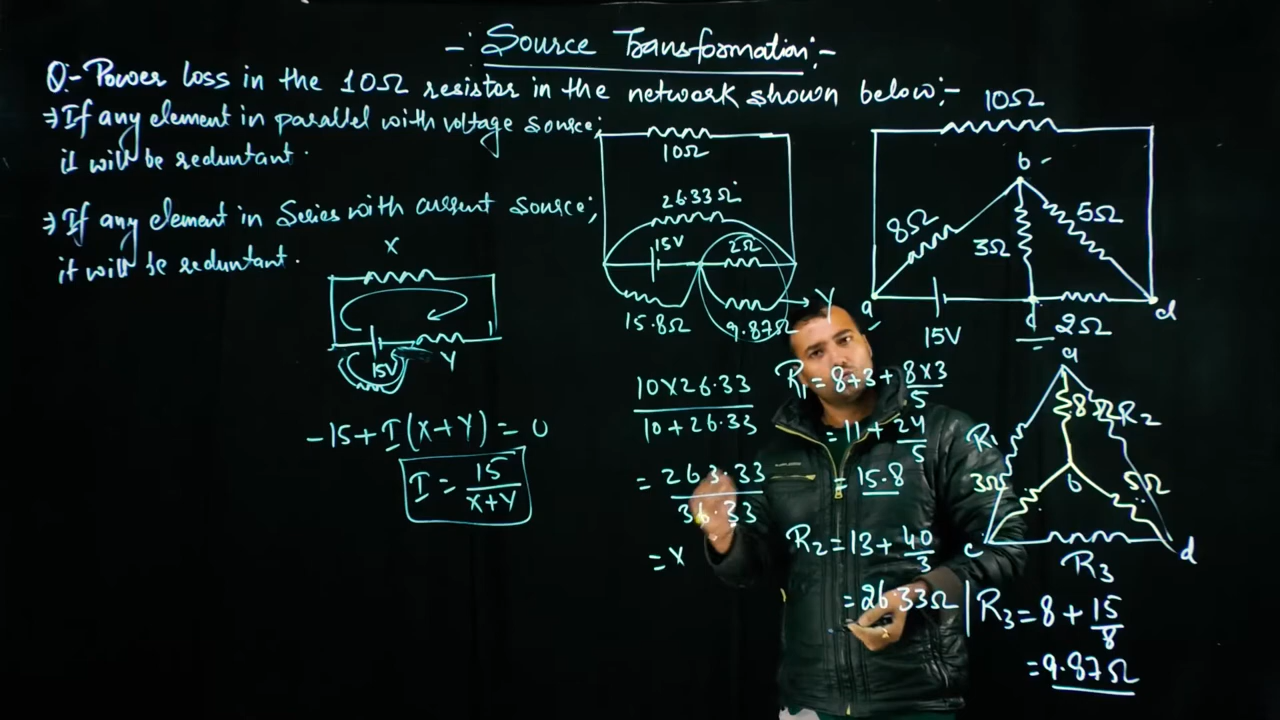 -: Source Transformation:-
Q:- Power loss in the 10Ω resistor in the network shown below:-
⇒ If any element in parallel with voltage source;
it will be reduntant.
⇒ If any element in Series with current source;
it will be reduntant.
X
15V
Y
-15+I(X+Y) = 0
I = 15/(X+Y)
10Ω
26.33Ω
15V
2Ω
15.8Ω
9.87Ω
Y
10×26.33
10+26.33
= 263.33
36.33
= X
10Ω
b
8Ω
3Ω
5Ω
a
15V
c
2Ω
d
R1 = 8+3+ 8×3/5
= 11+ 24/5
= 15.8
R2 = 13+ 40/3
= 26.33Ω
a
8Ω
R2
R1
3Ω
b
5Ω
c
d
R3
R3 = 8 + 15/8
= 9.87Ω